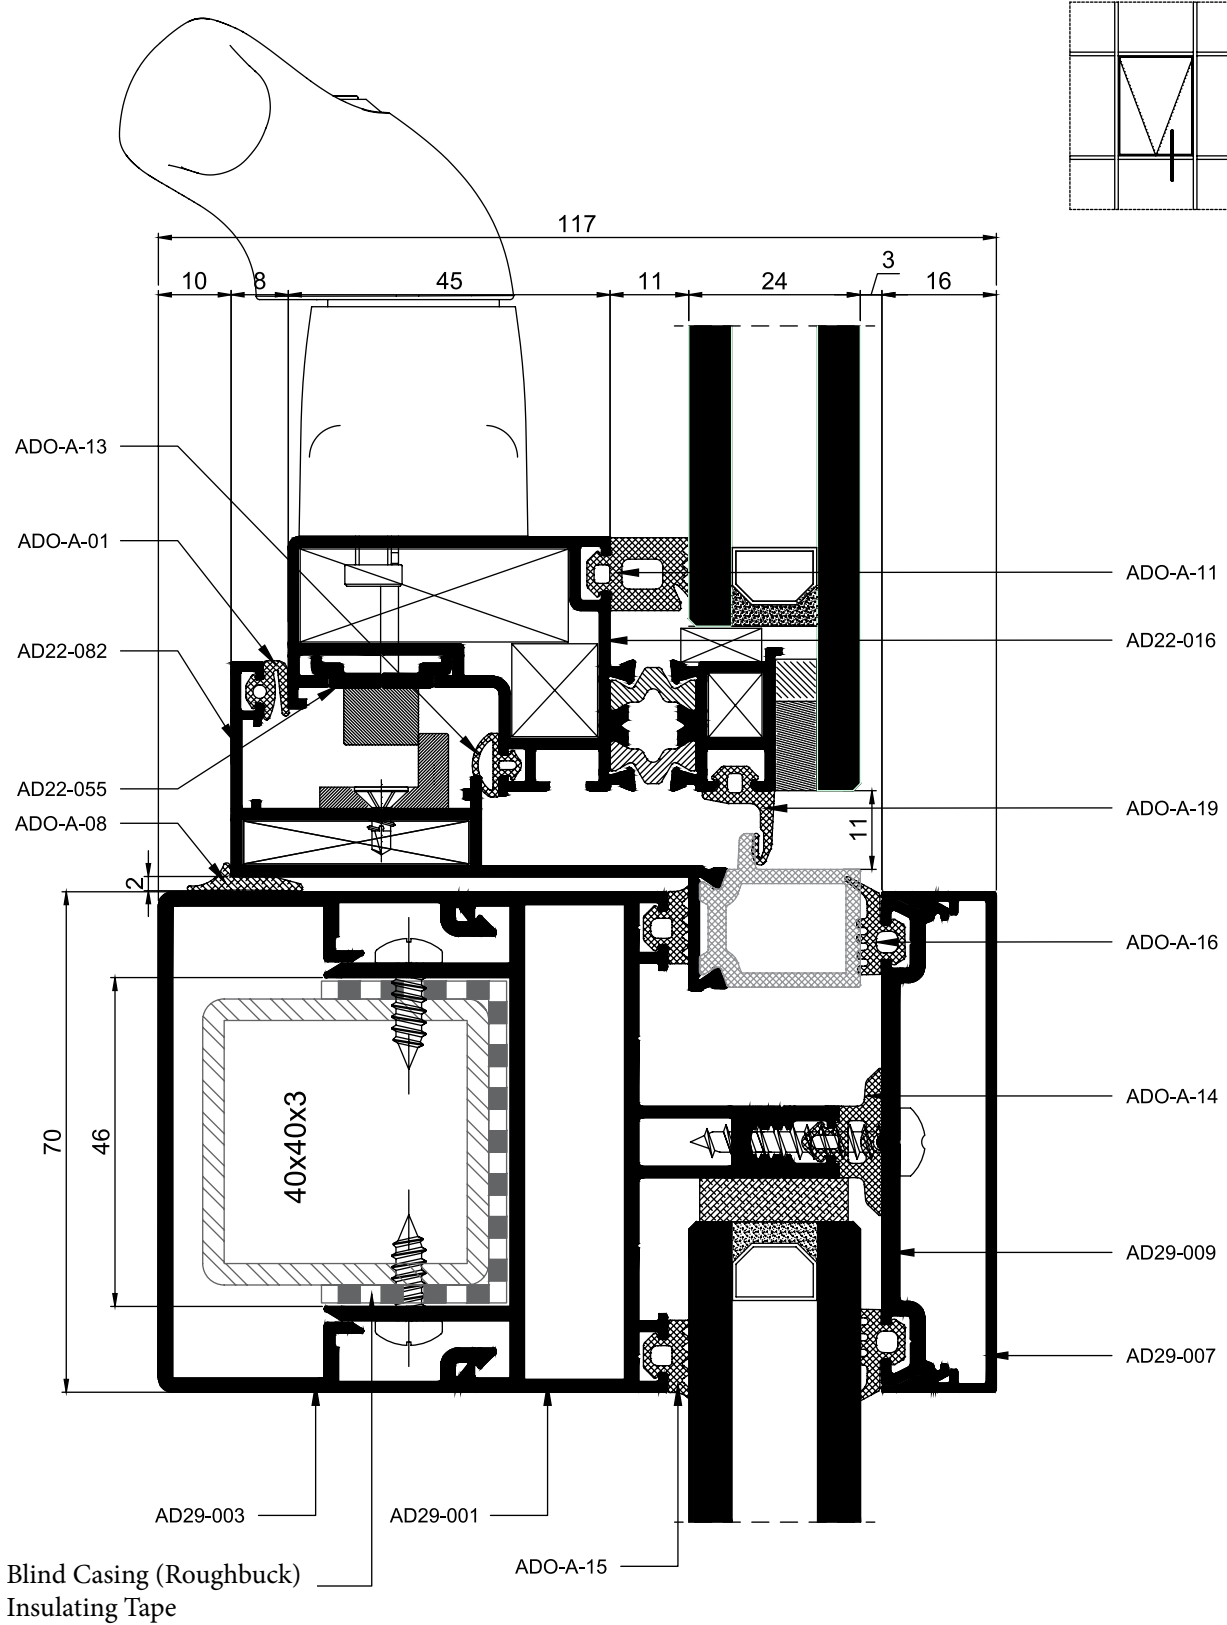 117
3
10
8
45
11
24
16
ADO-A-13
ADO-A-01
ADO-A-11
AD22-082
AD22-016
AD22-055
ADO-A-19
ADO-A-08
11
2
ADO-A-16
70
46
40x40x3
ADO-A-14
AD29-009
AD29-007
AD29-003
AD29-001
ADO-A-15
Blind Casing (Roughbuck)
Insulating Tape